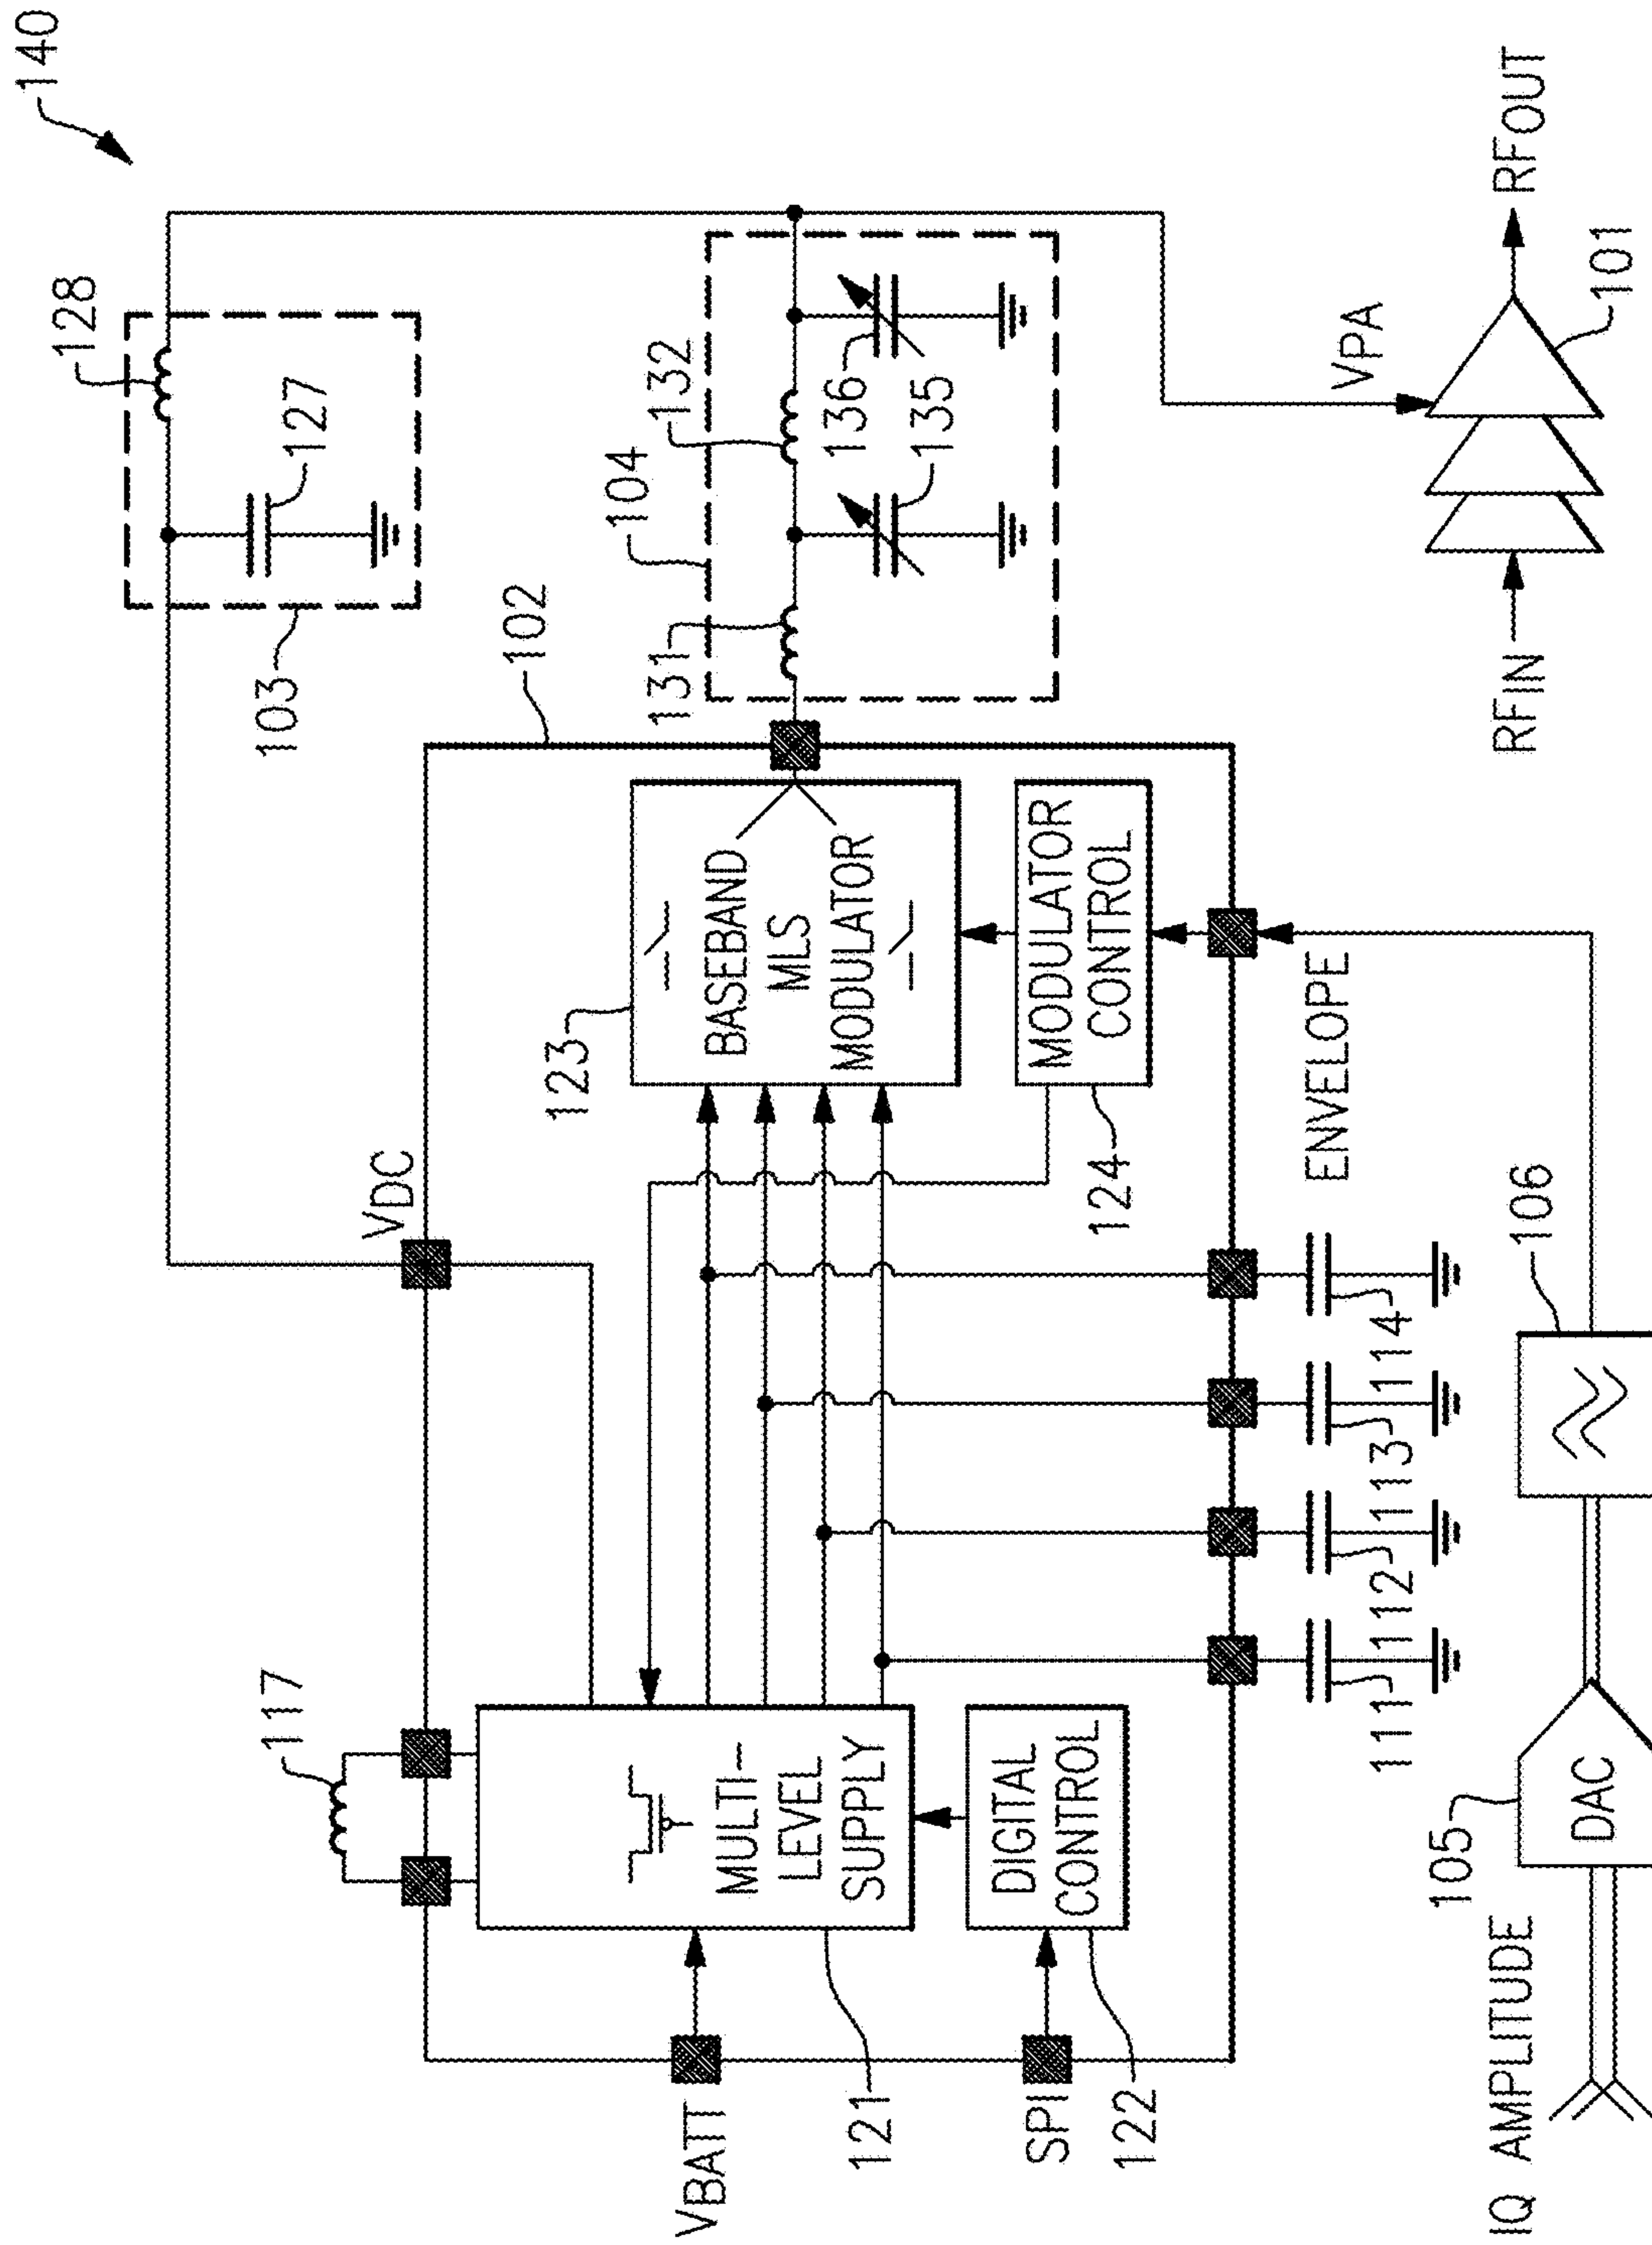 140
128
127
103
117
VDC
102
104
131
132
136
135
123
BASEBAND
MLS
MODULATOR
MODULATOR
CONTROL
124
MULTI-
LEVEL
SUPPLY
DIGITAL
CONTROL
VBATT
121
SPI
122
111
112
113
114
ENVELOPE
VPA
101
RFIN
RFOUT
IQ AMPLITUDE
105
DAC
106